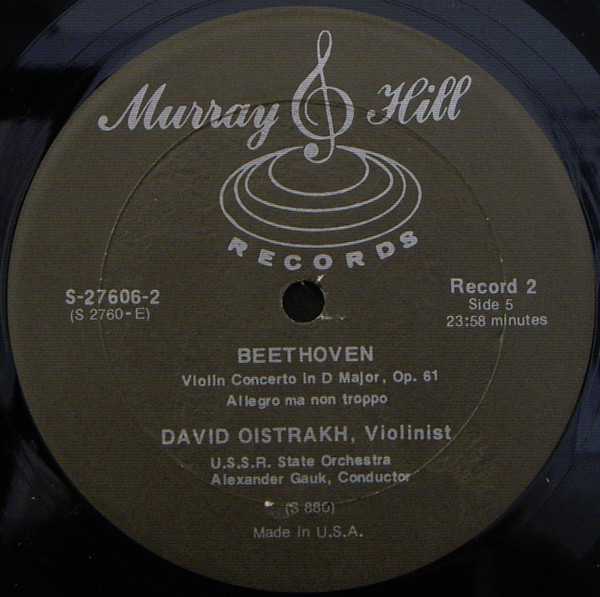 Murray Hill
RECORDS
S-27606-2
(S 2760-E)
Record 2
Side 5
23:58 minutes
BEETHOVEN
Violin Concerto in D Major, Op. 61
Allegro ma non troppo
DAVID OISTRAKH, Violinist
U.S.S.R. State Orchestra
Alexander Gauk, Conductor
(S 880)
Made in U.S.A.